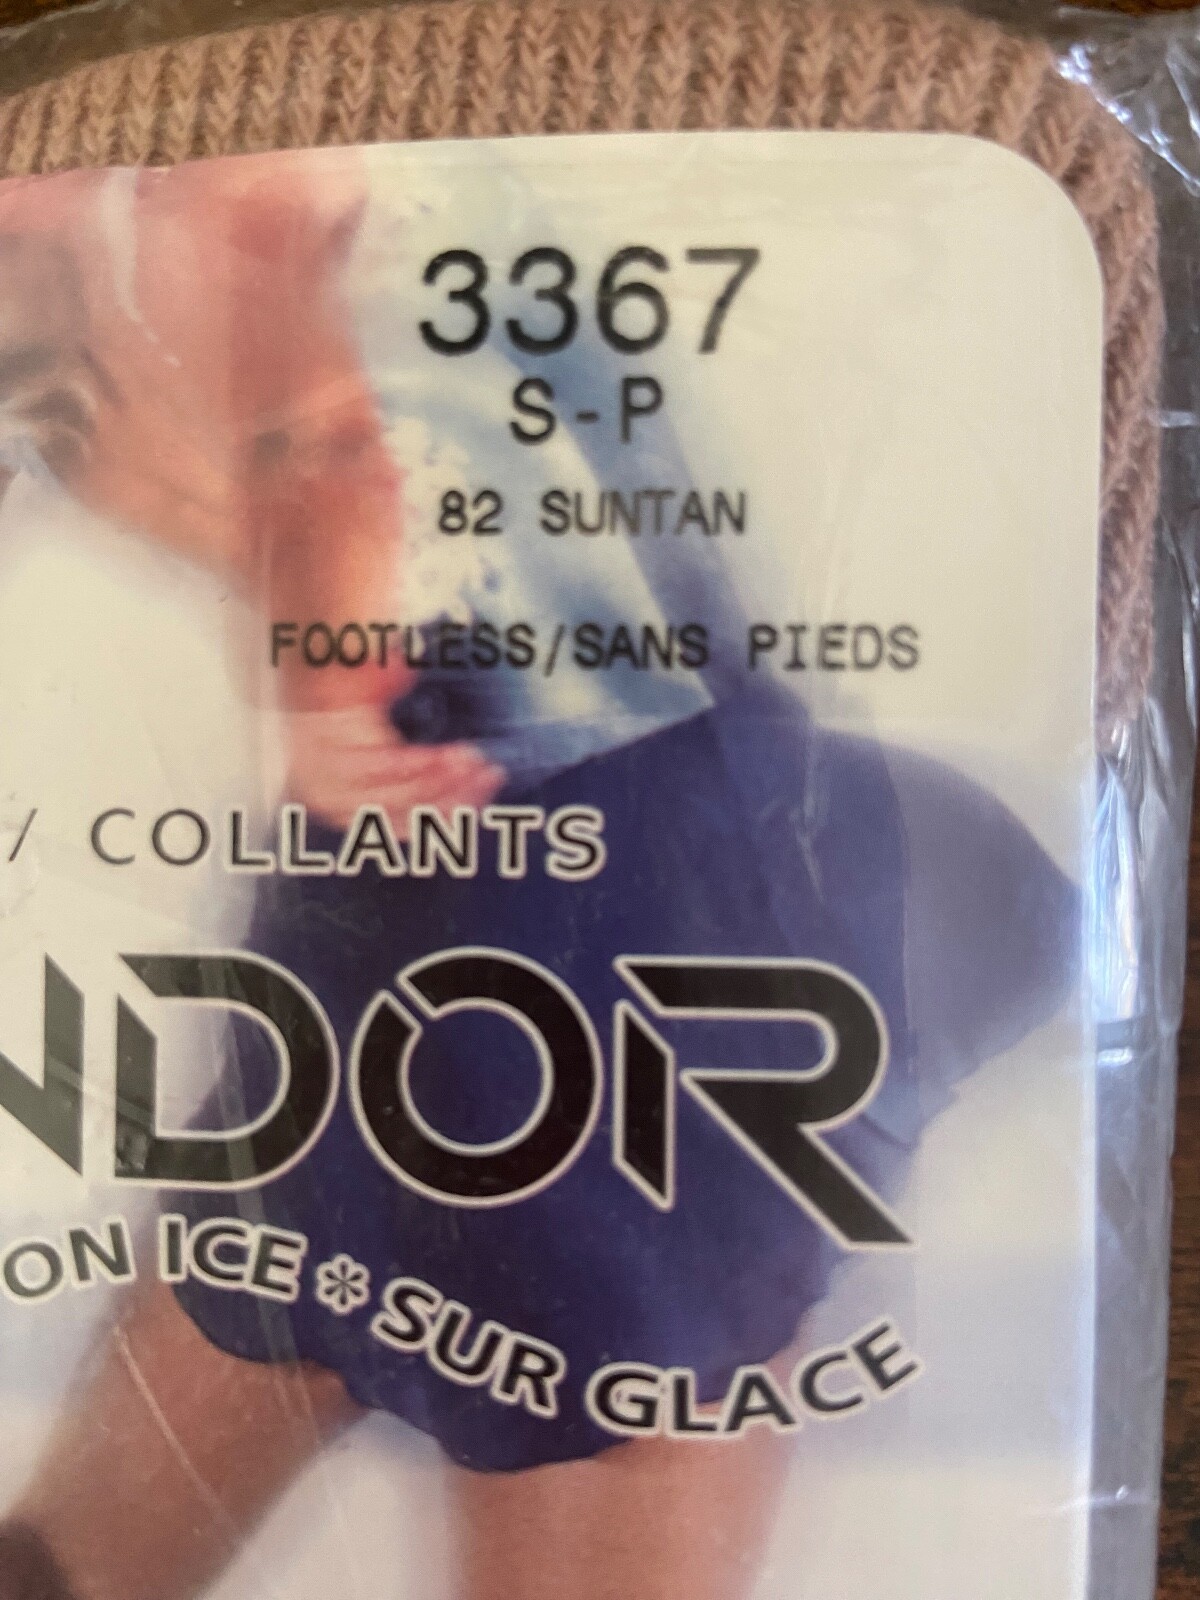 3367
S-P
82 SUNTAN
FOOTLESS/SANS PIEDS
/ COLLANTS
NDOR
ON ICE * SUR GLACE